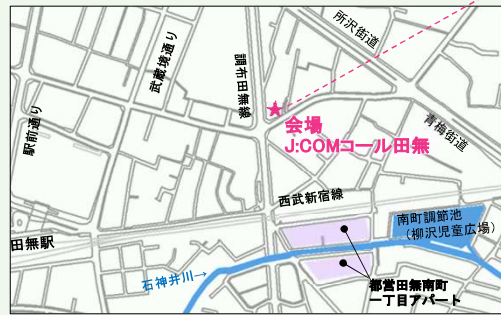 所沢街道
武蔵境通り
調布田無線
駅前通り
青梅街道
会場
J:COMコール田無
西武新宿線
南町調節池
（柳沢児童広場）
田無駅
石神井川→
都営田無南町
一丁目アパート